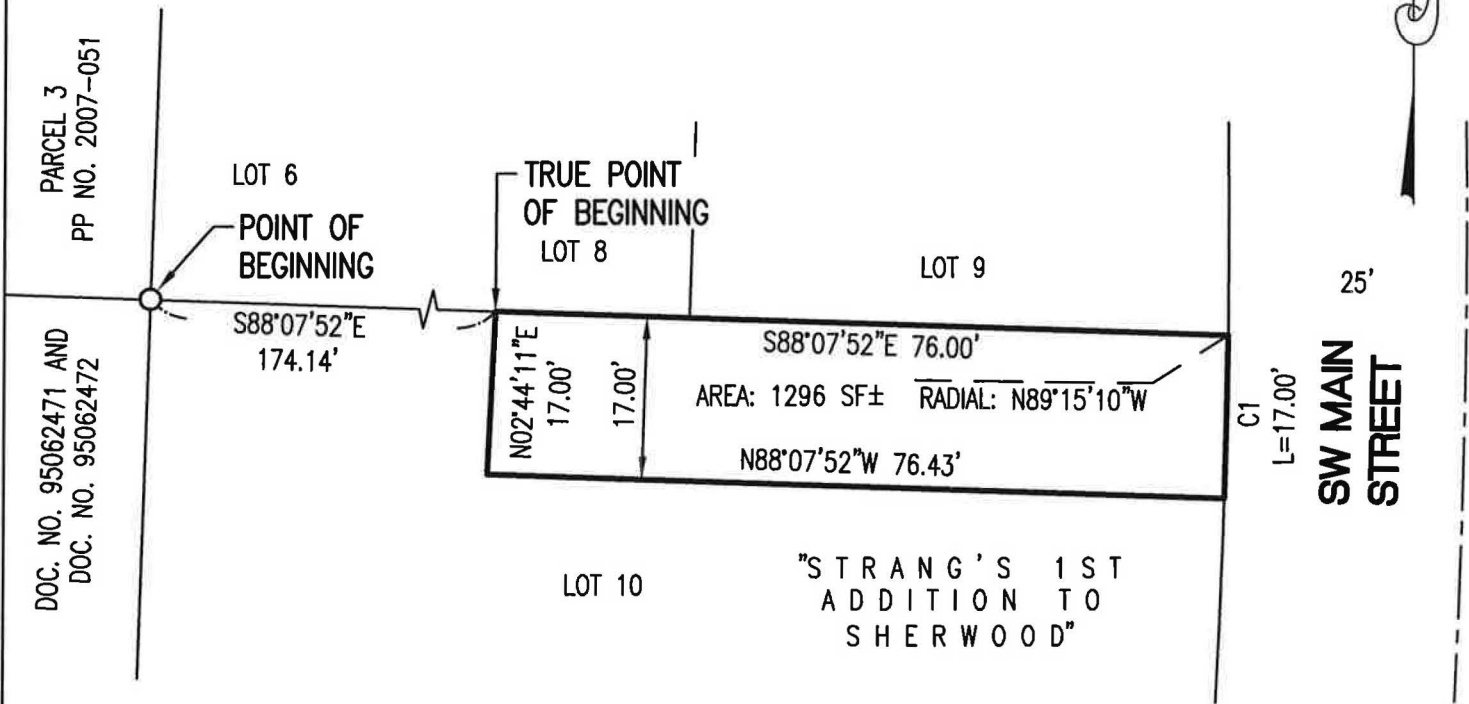 PARCEL 3
PP NO. 2007-051
LOT 6
POINT OF
BEGINNING
TRUE POINT
OF BEGINNING
LOT 8
LOT 9
25'
S88°07'52"E
174.14'
DOC. NO. 95062471 AND
DOC. NO. 95062472
N02°44'11"E
17.00'
17.00'
S88°07'52"E 76.00'
AREA: 1296 SF± RADIAL: N89°15'10"W
N88°07'52"W 76.43'
C1
L=17.00'
SW MAIN
STREET
LOT 10
"STRANG'S 1ST
ADDITION TO
SHERWOOD"